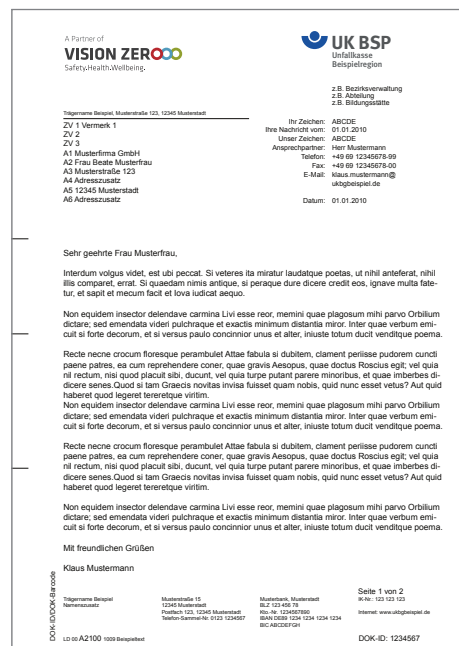 A Partner of
VISION ZERO
Safety.Health.Wellbeing.
UK BSP
Unfallkasse
Beispielregion
z.B. Bezirksverwaltung
z.B. Abteilung
z.B. Bildungsstätte
Trägername Beispiel, Musterstraße 123, 12345 Musterstadt
ZV 1 Vermerk 1
ZV 2
ZV 3
A1 Musterfirma GmbH
A2 Frau Beate Musterfrau
A3 Musterstraße 123
A4 Adresszusatz
A5 12345 Musterstadt
A6 Adresszusatz
Ihr Zeichen: ABCDE
Ihre Nachricht vom: 01.01.2010
Unser Zeichen: ABCDE
Ansprechpartner: Herr Mustermann
Telefon: +49 69 12345678-99
Fax: +49 69 12345678-00
E-Mail: klaus.mustermann@
ukbgbeispiel.de
Datum: 01.01.2010
Sehr geehrte Frau Musterfrau,
Interdum volgus videt, est ubi peccat. Si veteres ita miratur laudatque poetas, ut nihil anteferat, nihil
illis comparet, errat. Si quaedam nimis antique, si peraque dure dicere credit eos, ignave multa fate-
tur, et sapit et mecum facit et Iova iudicat aequo.
Non equidem insector delendave carmina Livi esse reor, memini quae plagosum mihi parvo Orbilium
dictare; sed emendata videri pulchraque et exactis minimum distantia miror. Inter quae verbum emi-
cuit si forte decorum, et si versus paulo concinnior unus et alter, iniuste totum ducit venditque poema.
Recte necne crocum floresque perambulet Attae fabula si dubitem, clament periisse pudorem cuncti
paene patres, ea cum reprehendere coner, quae gravis Aesopus, quae doctus Roscius egit; vel quia
nil rectum, nisi quod placuit sibi, ducunt, vel quia turpe putant parere minoribus, et quae imberbes di-
dicere senes.Quod si tam Graecis novitas invisa fuisset quam nobis, quid nunc esset vetus? Aut quid
haberet quod legeret tereretque viritim.
Non equidem insector delendave carmina Livi esse reor, memini quae plagosum mihi parvo Orbilium
dictare; sed emendata videri pulchraque et exactis minimum distantia miror. Inter quae verbum emi-
cuit si forte decorum, et si versus paulo concinnior unus et alter, iniuste totum ducit venditque poema.
Recte necne crocum floresque perambulet Attae fabula si dubitem, clament periisse pudorem cuncti
paene patres, ea cum reprehendere coner, quae gravis Aesopus, quae doctus Roscius egit; vel quia
nil rectum, nisi quod placuit sibi, ducunt, vel quia turpe putant parere minoribus, et quae imberbes di-
dicere senes.Quod si tam Graecis novitas invisa fuisset quam nobis, quid nunc esset vetus? Aut quid
haberet quod legeret tereretque viritim.
Non equidem insector delendave carmina Livi esse reor, memini quae plagosum mihi parvo Orbilium
dictare; sed emendata videri pulchraque et exactis minimum distantia miror. Inter quae verbum emi-
cuit si forte decorum, et si versus paulo concinnior unus et alter, iniuste totum ducit venditque poema.
Mit freundlichen Grüßen
Klaus Mustermann
DOK-ID/DOK-Barcode
Seite 1 von 2
Trägername Beispiel
Namenszusatz
Musterstraße 15
12345 Musterstadt
Postfach 123, 12345 Musterstadt
Telefon-Sammel-Nr. 0123 1234567
Musterbank, Musterstadt
BLZ 123 456 78
Kto.-Nr. 1234567890
IBAN DE89 1234 1234 1234 1234
BIC ABCDEFGH
IK-Nr.: 123 123 123
Internet: www.ukbgbeispiel.de
LD 00 A2100 1009 Beispieltext
DOK-ID: 1234567